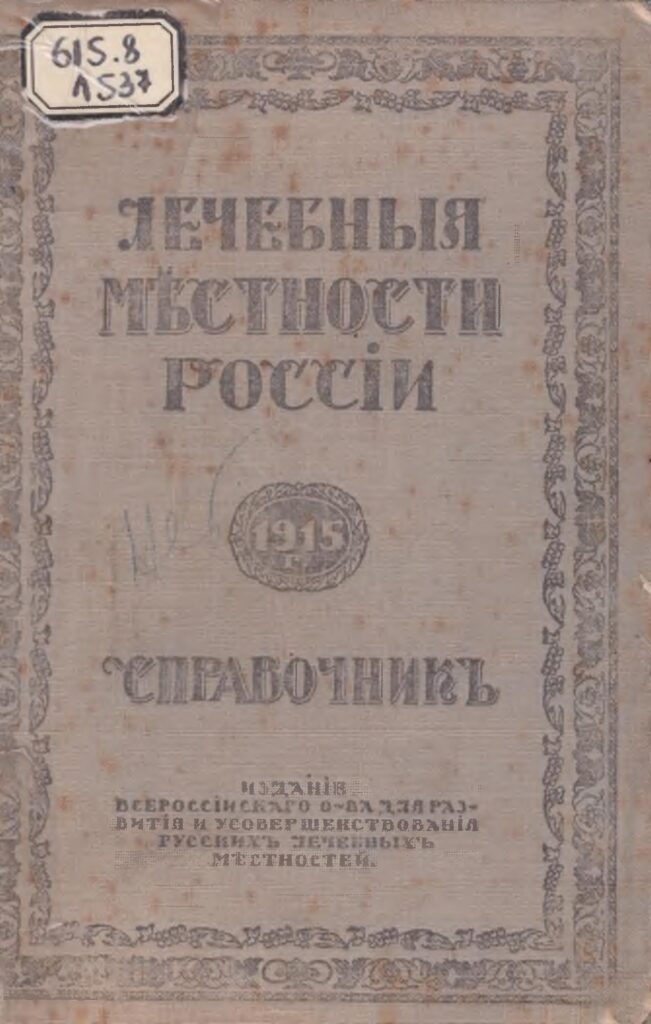 615.8
Л537
ЛЕЧЕБНЫЯ
МѢСТНОСТИ
РОССІИ
1915
Г.
СПРАВОЧНИКЪ
ИЗДАНІЕ
ВСЕРОССІЙСКАГО О-ВА ДЛЯ РАЗ-
ВИТІЯ И УСОВЕРШЕНСТВОВАНІЯ
РУССКИХЪ ЛЕЧЕБНЫХЪ
МѢСТНОСТЕЙ.